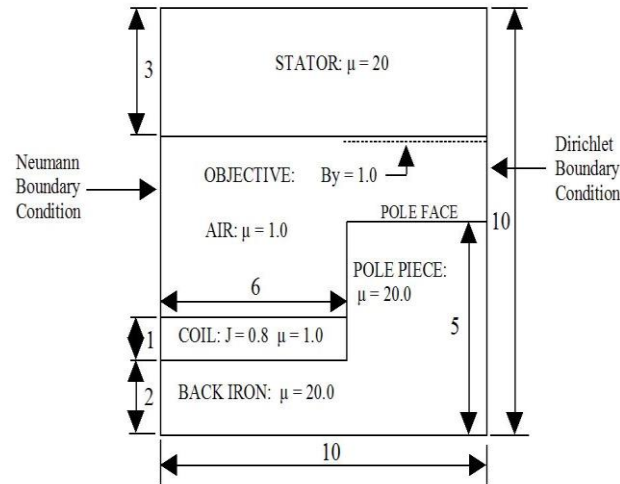 3
STATOR: μ = 20
Neumann
Boundary
Condition
Dirichlet
Boundary
Condition
OBJECTIVE: By = 1.0
POLE FACE
10
AIR: μ = 1.0
POLE PIECE:
μ = 20.0
6
5
1
COIL: J = 0.8 μ = 1.0
2
BACK IRON: μ = 20.0
10